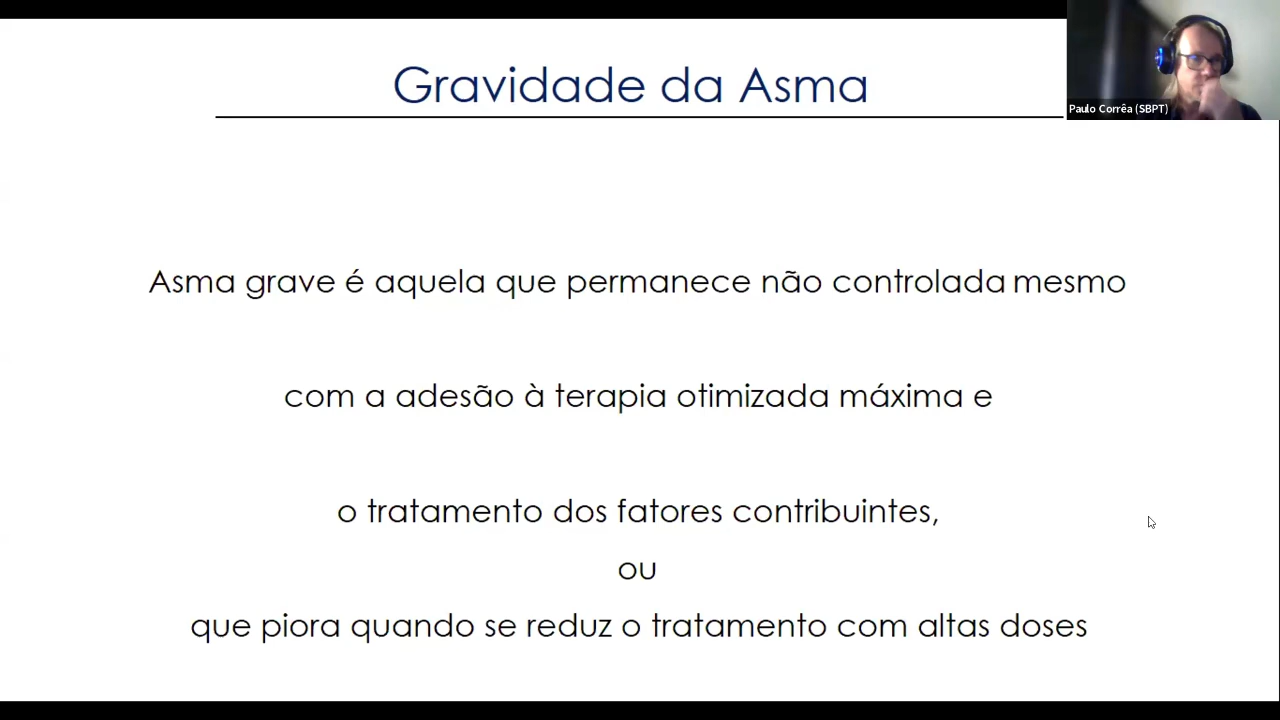 Gravidade da Asma
Paulo Corrêa (SBPT)
Asma grave é aquela que permanece não controlada mesmo
com a adesão à terapia otimizada máxima e
o tratamento dos fatores contribuintes,
ou
que piora quando se reduz o tratamento com altas doses